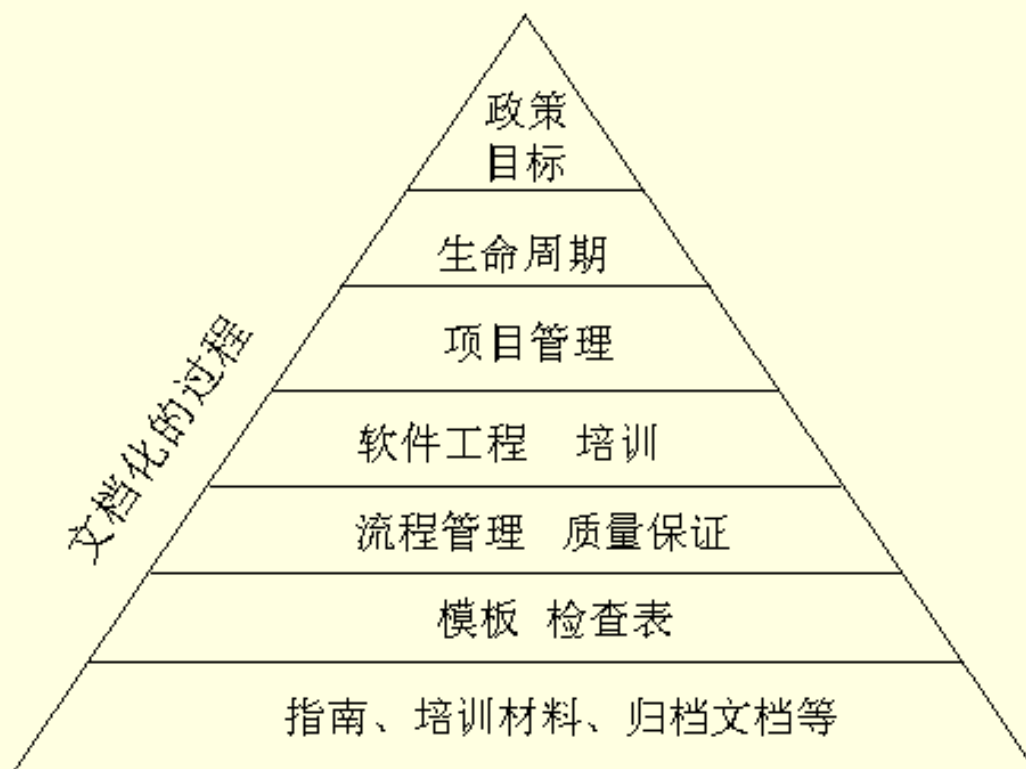 政策
目标
生命周期
项目管理
软件工程 培训
流程管理 质量保证
模板 检查表
指南、培训材料、归档文档等
文档化的过程